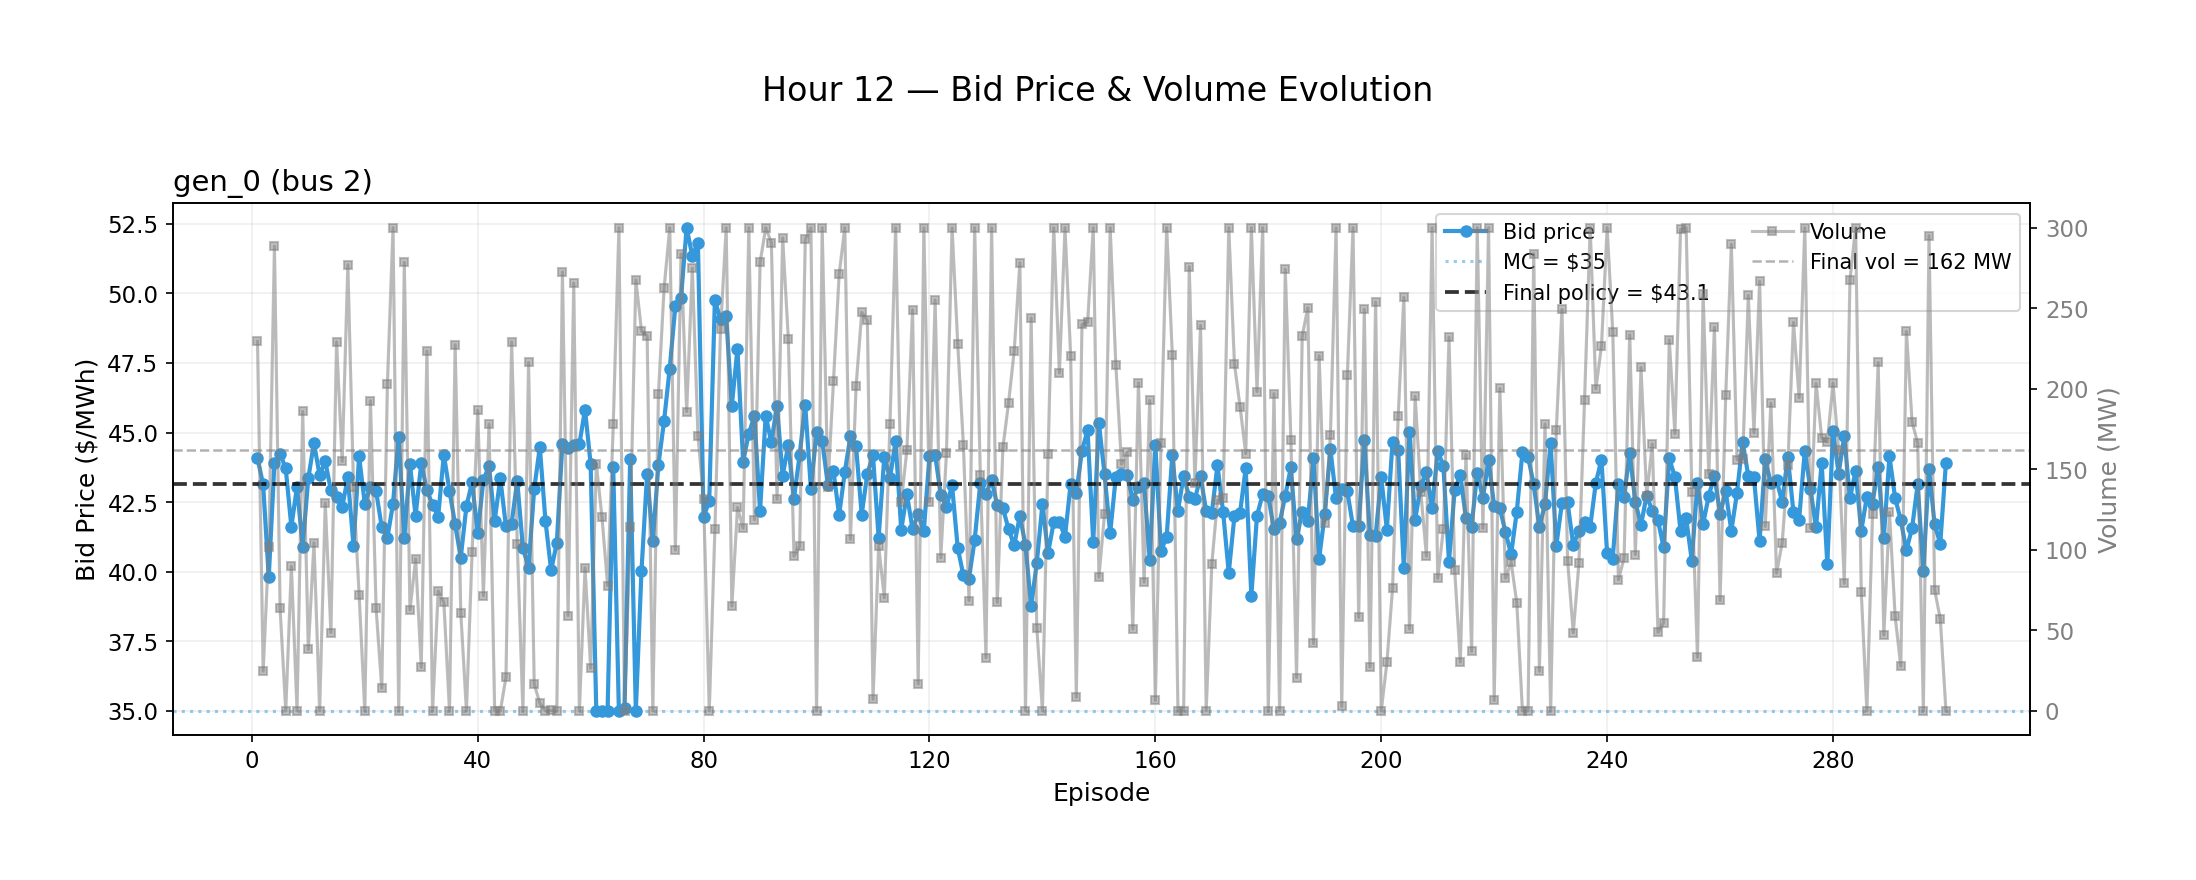 Hour 12 — Bid Price & Volume Evolution
gen_0 (bus 2)
Bid Price ($/MWh)
52.5
50.0
47.5
45.0
42.5
40.0
37.5
35.0
Bid price
MC = $35
Final policy = $43.1
Volume
Final vol = 162 MW
300
250
200
150
100
50
0
Volume (MW)
0 40 80 120 160 200 240 280
Episode